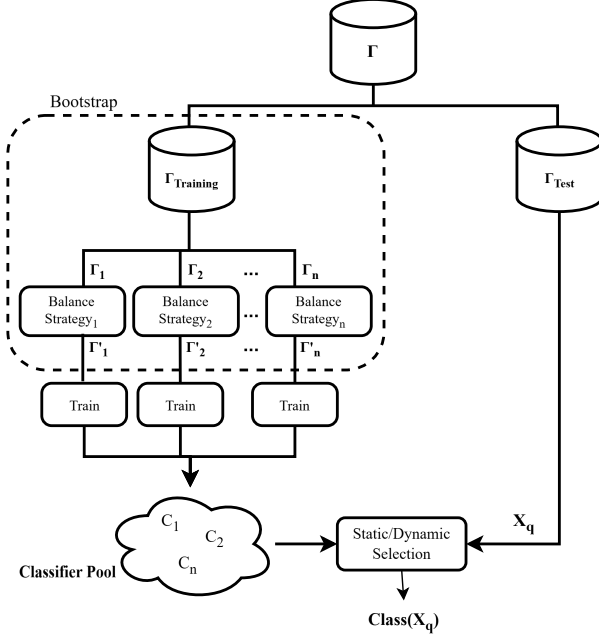 Γ
Bootstrap
Γ_Training
Γ_Test
Γ_1 Γ_2 ... Γ_n
Balance Strategy_1
Balance Strategy_2
...
Balance Strategy_n
Γ'_1 Γ'_2 ... Γ'_n
Train
Train
Train
C_1
C_2
C_n
Classifier Pool
Static/Dynamic
Selection
X_q
Class(X_q)